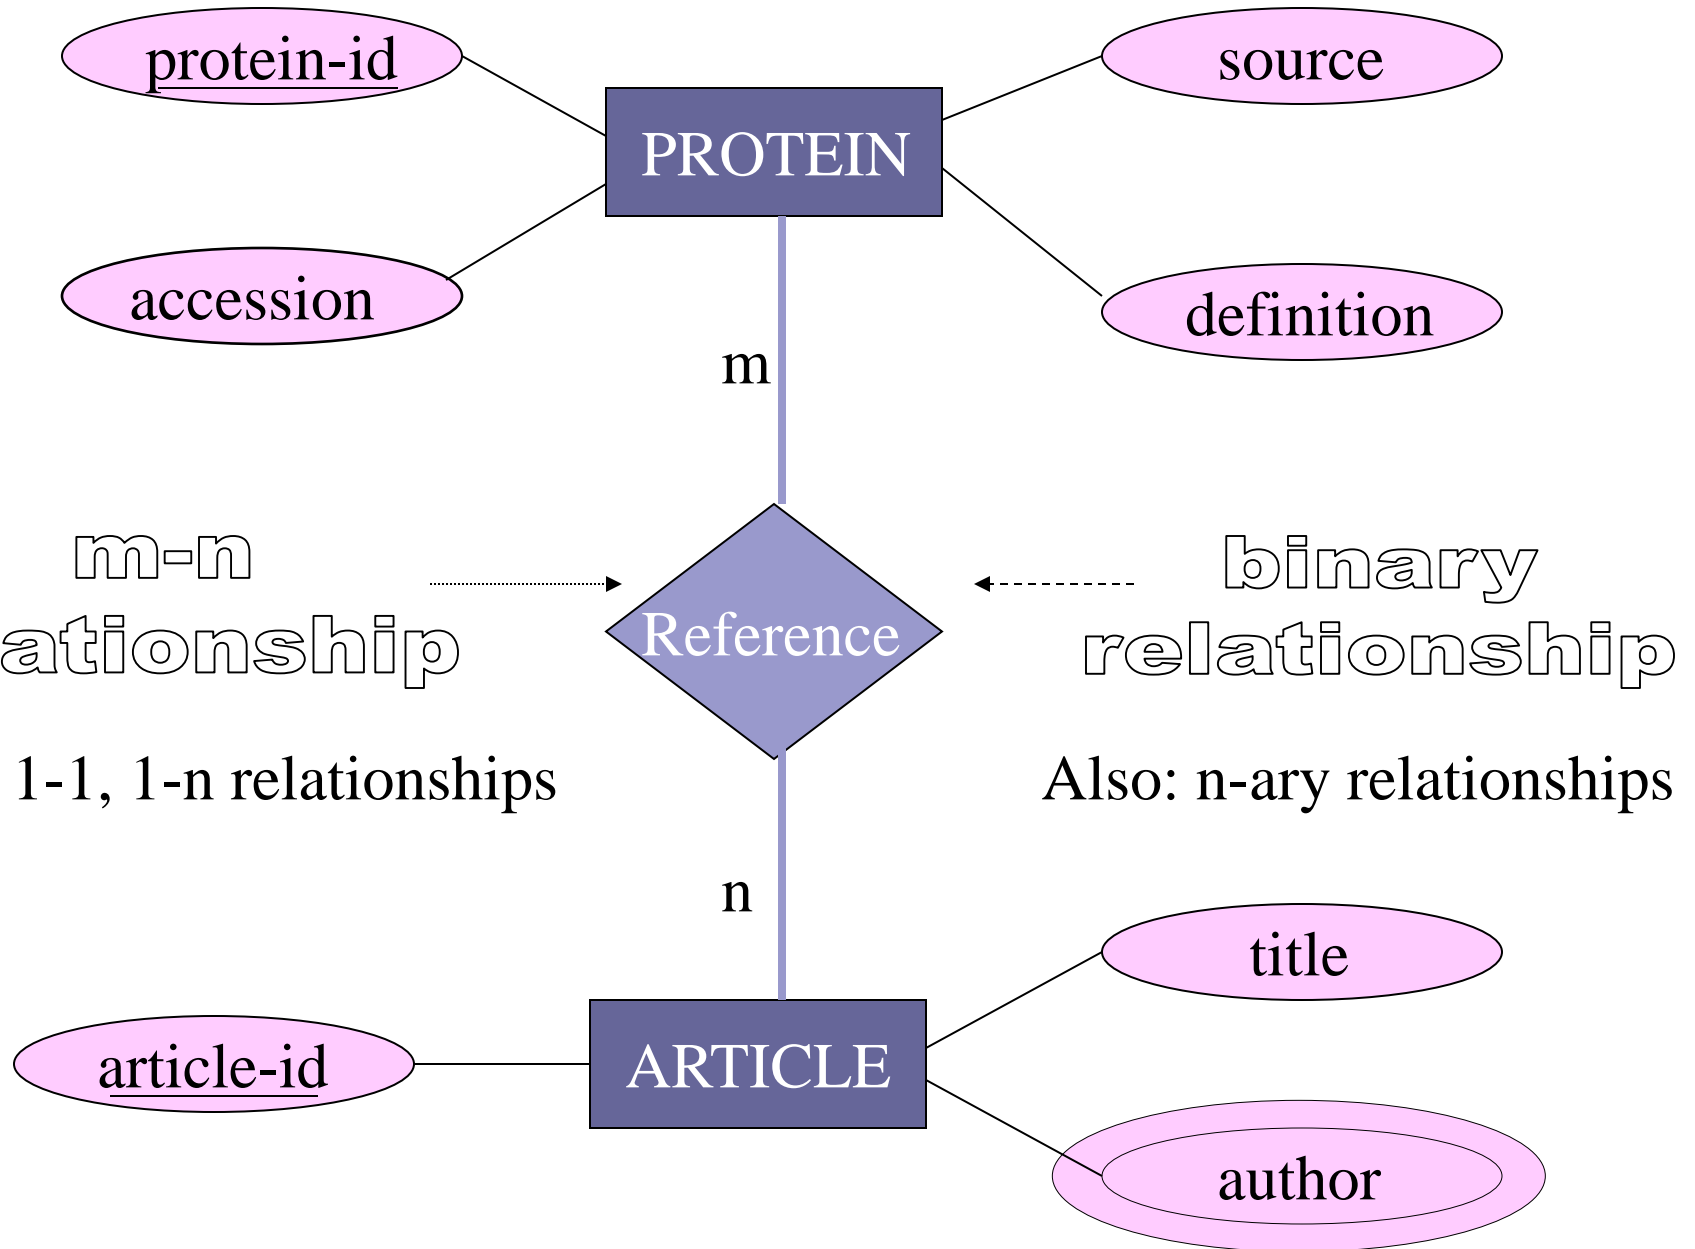 protein-id
source
PROTEIN
accession
definition
m
m-n
ationship
binary
relationship
Reference
1-1, 1-n relationships
Also: n-ary relationships
n
title
article-id
ARTICLE
author